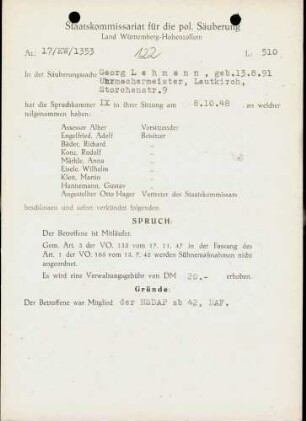 Staatskommissariat für die pol. Säuberung
Land Württemberg-Hohenzollern
Az.: 17/KW/1353
122
L: 510
In der Säuberungssache Georg Lehmann, geb.13.8.91
Uhrmachermeister, Leutkirch,
Storchenstr.9
hat die Spruchkammer IX in ihrer Sitzung am 8.10.48 , an welcher
teilgenommen haben:
Assessor Alber Vorsitzender
Engelfried, Adolf Beisitzer
Bader, Richard "
Konz, Rudolf "
Märkle, Anna "
Eisele, Wilhelm "
Klotz, Martin "
Hannemann, Gustav "
Angestellter Otto Hager Vertreter des Staatskommissars
beschlossen und sofort verkündet folgenden
SPRUCH:
Der Betroffene ist Mitläufer.
Gem. Art. 3 der VO. 133 vom 17. 11. 47 in der Fassung des
Art. 1 der VO. 165 vom 13. 7. 48 werden Sühnemaßnahmen nicht
angeordnet.
Es wird eine Verwaltungsgebühr von DM 20.- erhoben.
Gründe:
Der Betroffene war Mitglied der NSDAP ab 42, DAF.